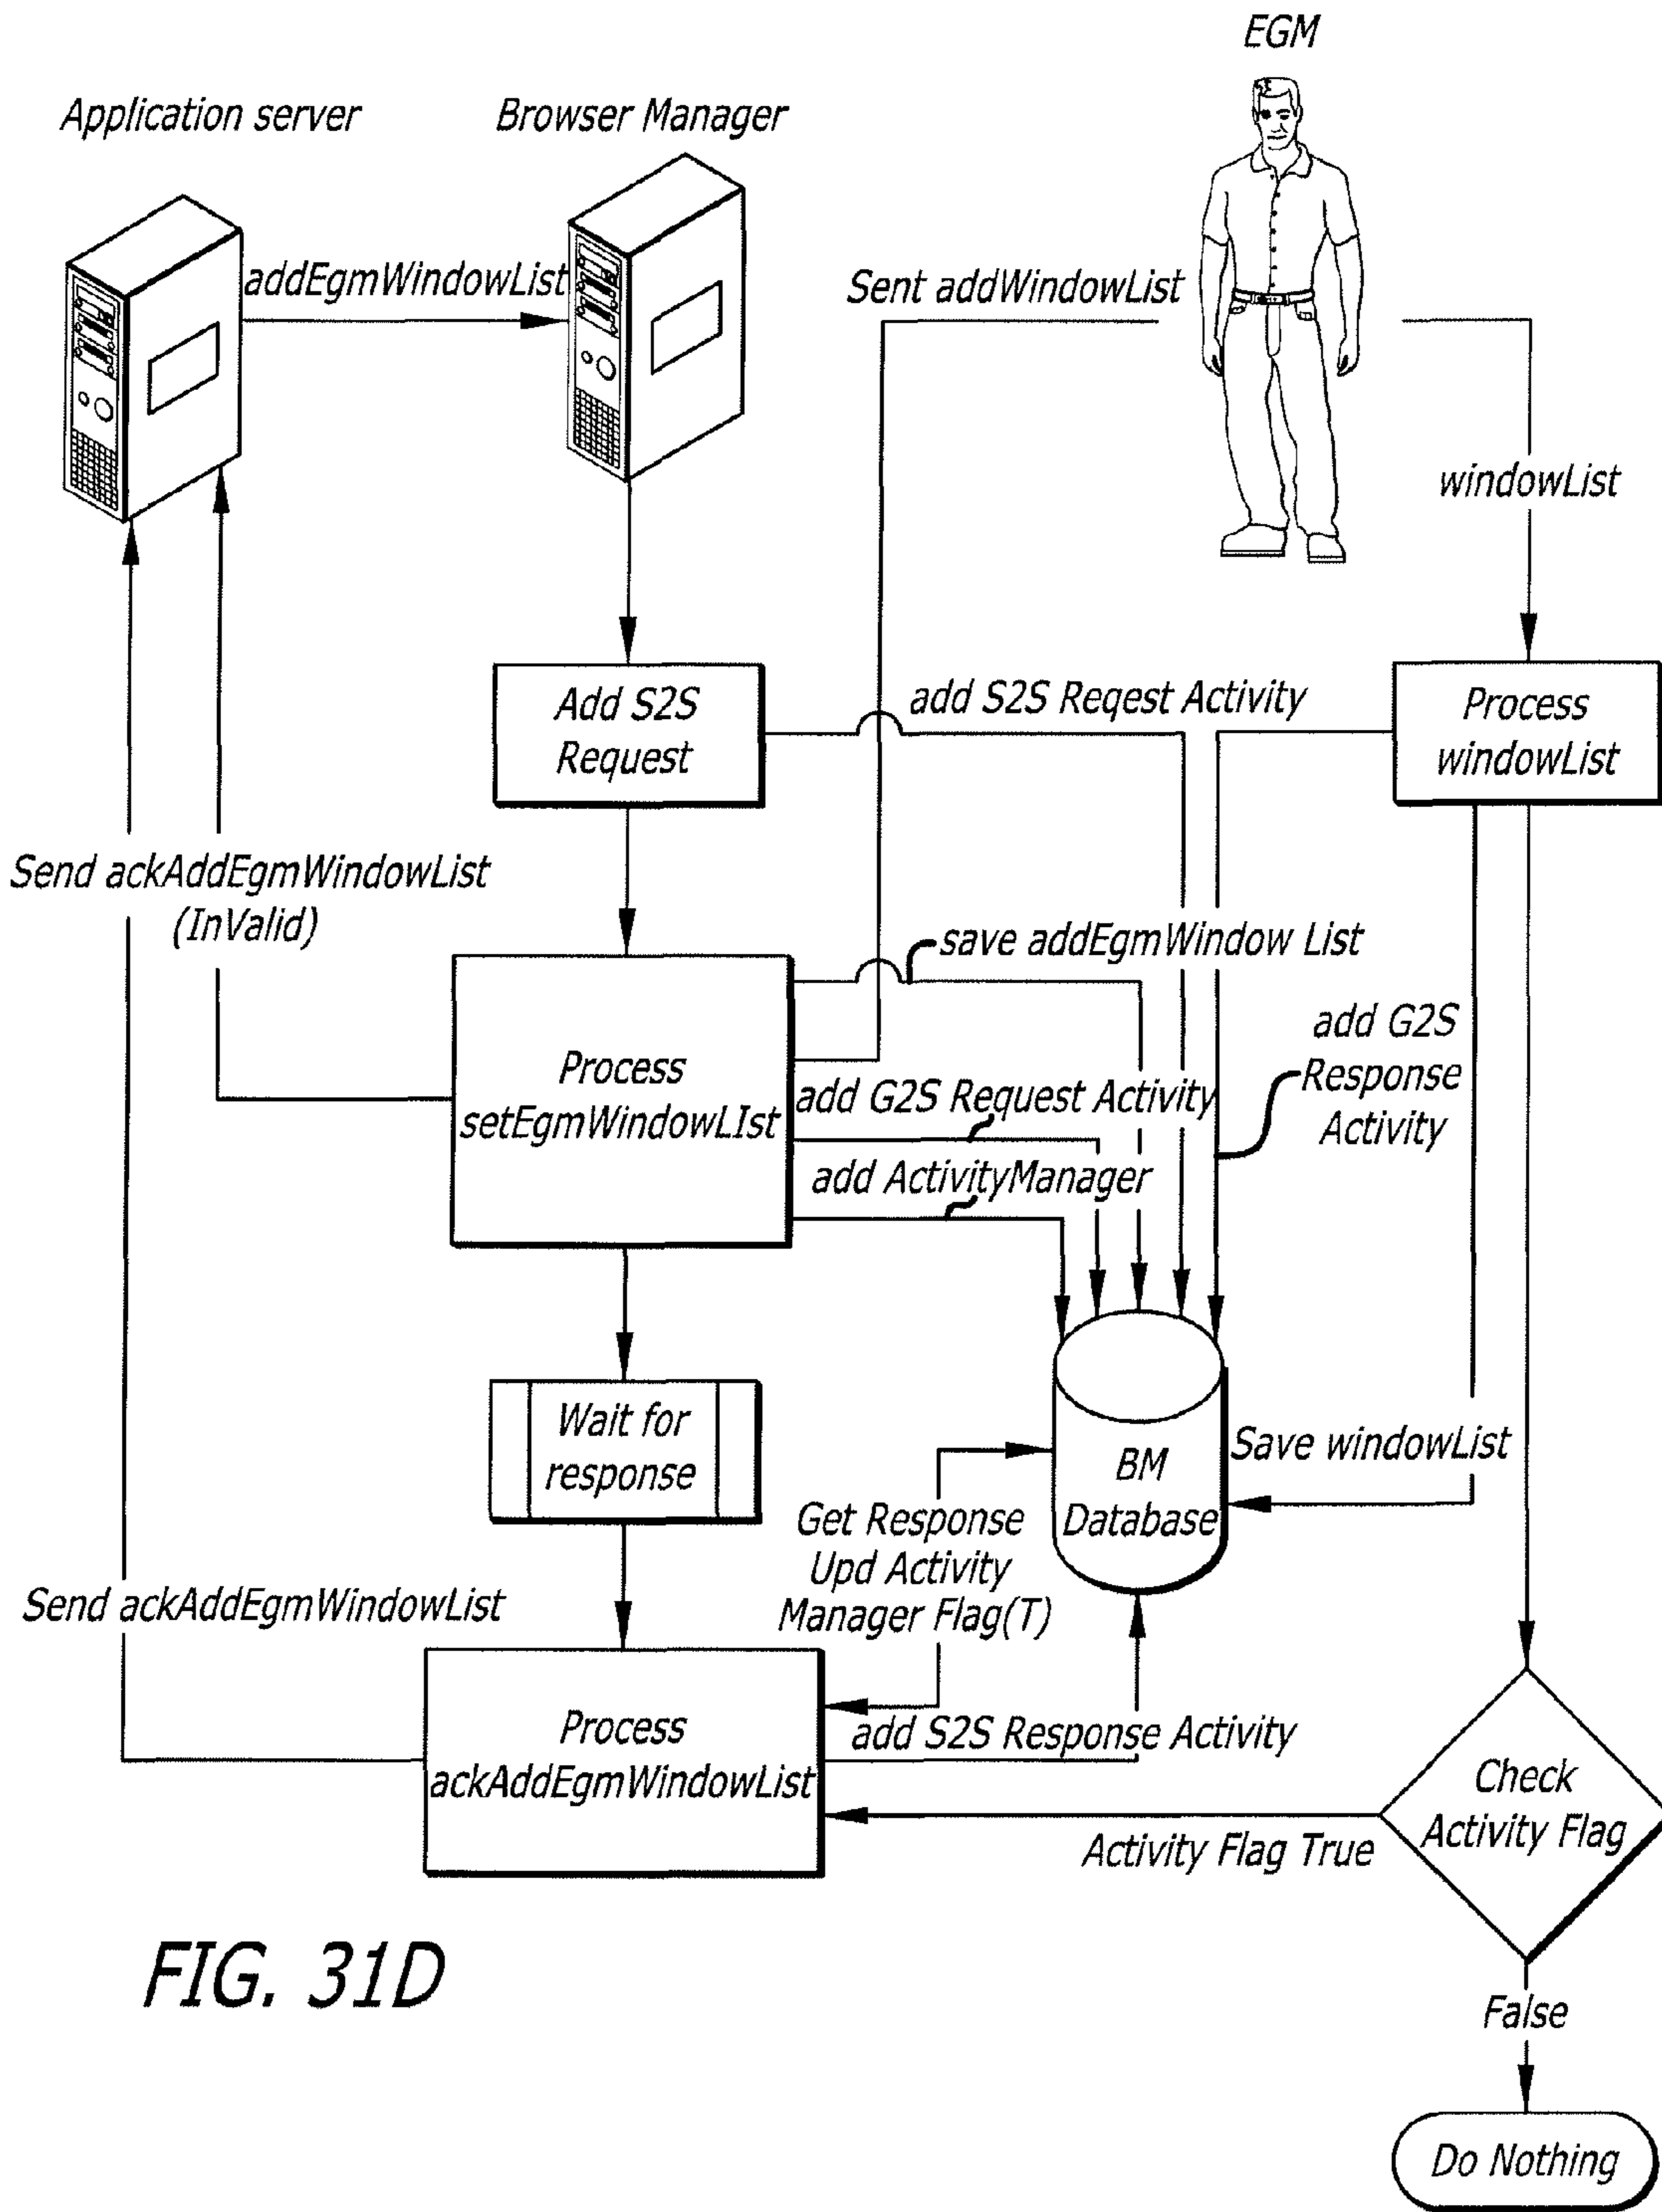 EGM
Application server
Browser Manager
addEgmWindowList
Sent addWindowList
windowList
Add S2S
Request
add S2S Reqest Activity
Process
windowList
Send ackAddEgmWindowList
(InValid)
save addEgmWindow List
Process
setEgmWindowLIst
add G2S
Response
Activity
add G2S Request Activity
add ActivityManager
Wait for
response
BM
Database
Save windowList
Get Response
Upd Activity
Manager Flag(T)
Send ackAddEgmWindowList
Process
ackAddEgmWindowList
add S2S Response Activity
Check
Activity Flag
Activity Flag True
FIG. 31D
False
Do Nothing